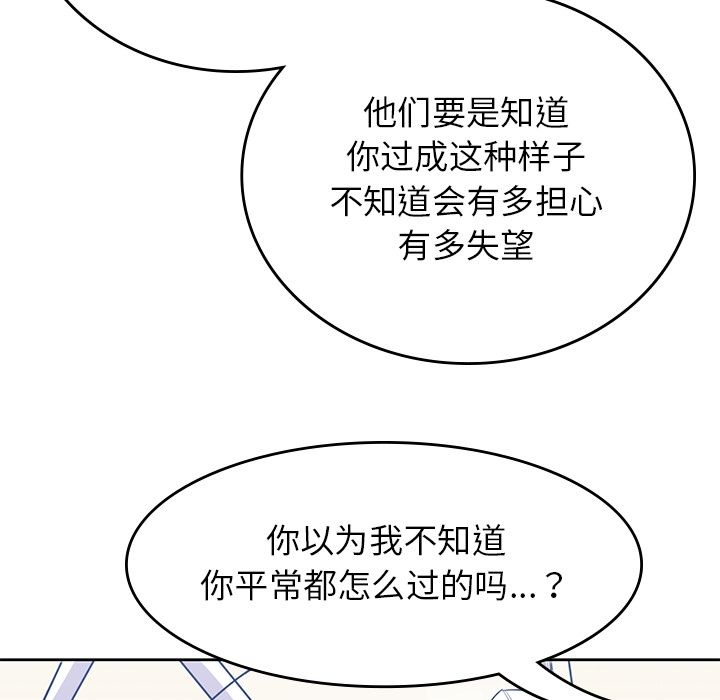 他们要是知道
你过成这种样子
不知道会有多担心
有多失望
你以为我不知道
你平常都怎么过的吗...？